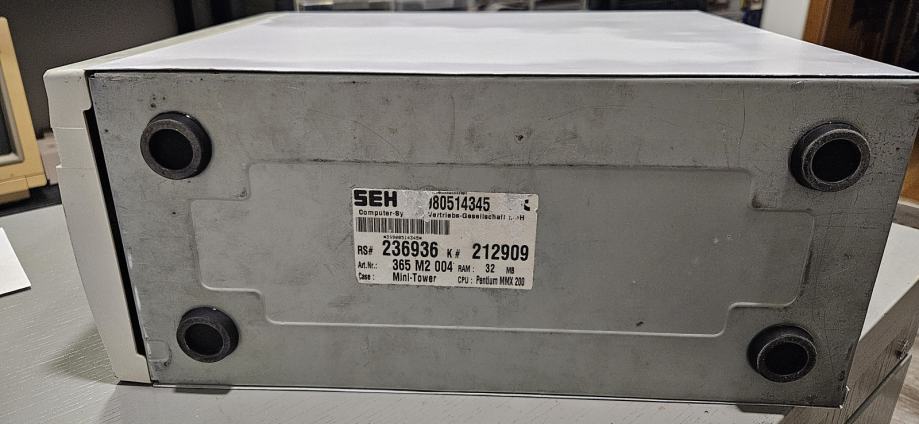 SEH 980514345
Computer-Sy Vertriebs-Gesellschaft H
RS# 236936 K# 212909
Art.Nr.: 365 M2 004 RAM: 32 MB
Case: Mini-Tower CPU: Pentium MMX 200